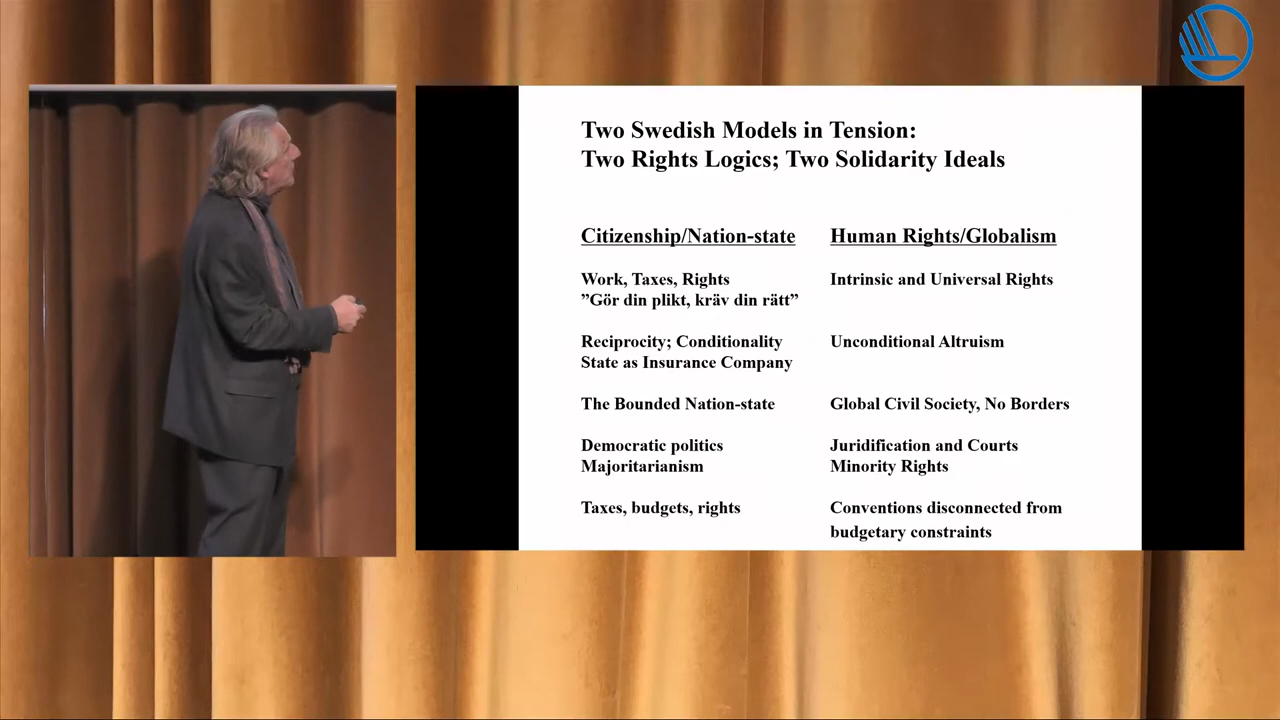 Two Swedish Models in Tension:
Two Rights Logics; Two Solidarity Ideals
Citizenship/Nation-state
Human Rights/Globalism
Work, Taxes, Rights
”Gör din plikt, kräv din rätt”
Intrinsic and Universal Rights
Reciprocity; Conditionality
State as Insurance Company
Unconditional Altruism
The Bounded Nation-state
Global Civil Society, No Borders
Democratic politics
Majoritarianism
Juridification and Courts
Minority Rights
Taxes, budgets, rights
Conventions disconnected from
budgetary constraints